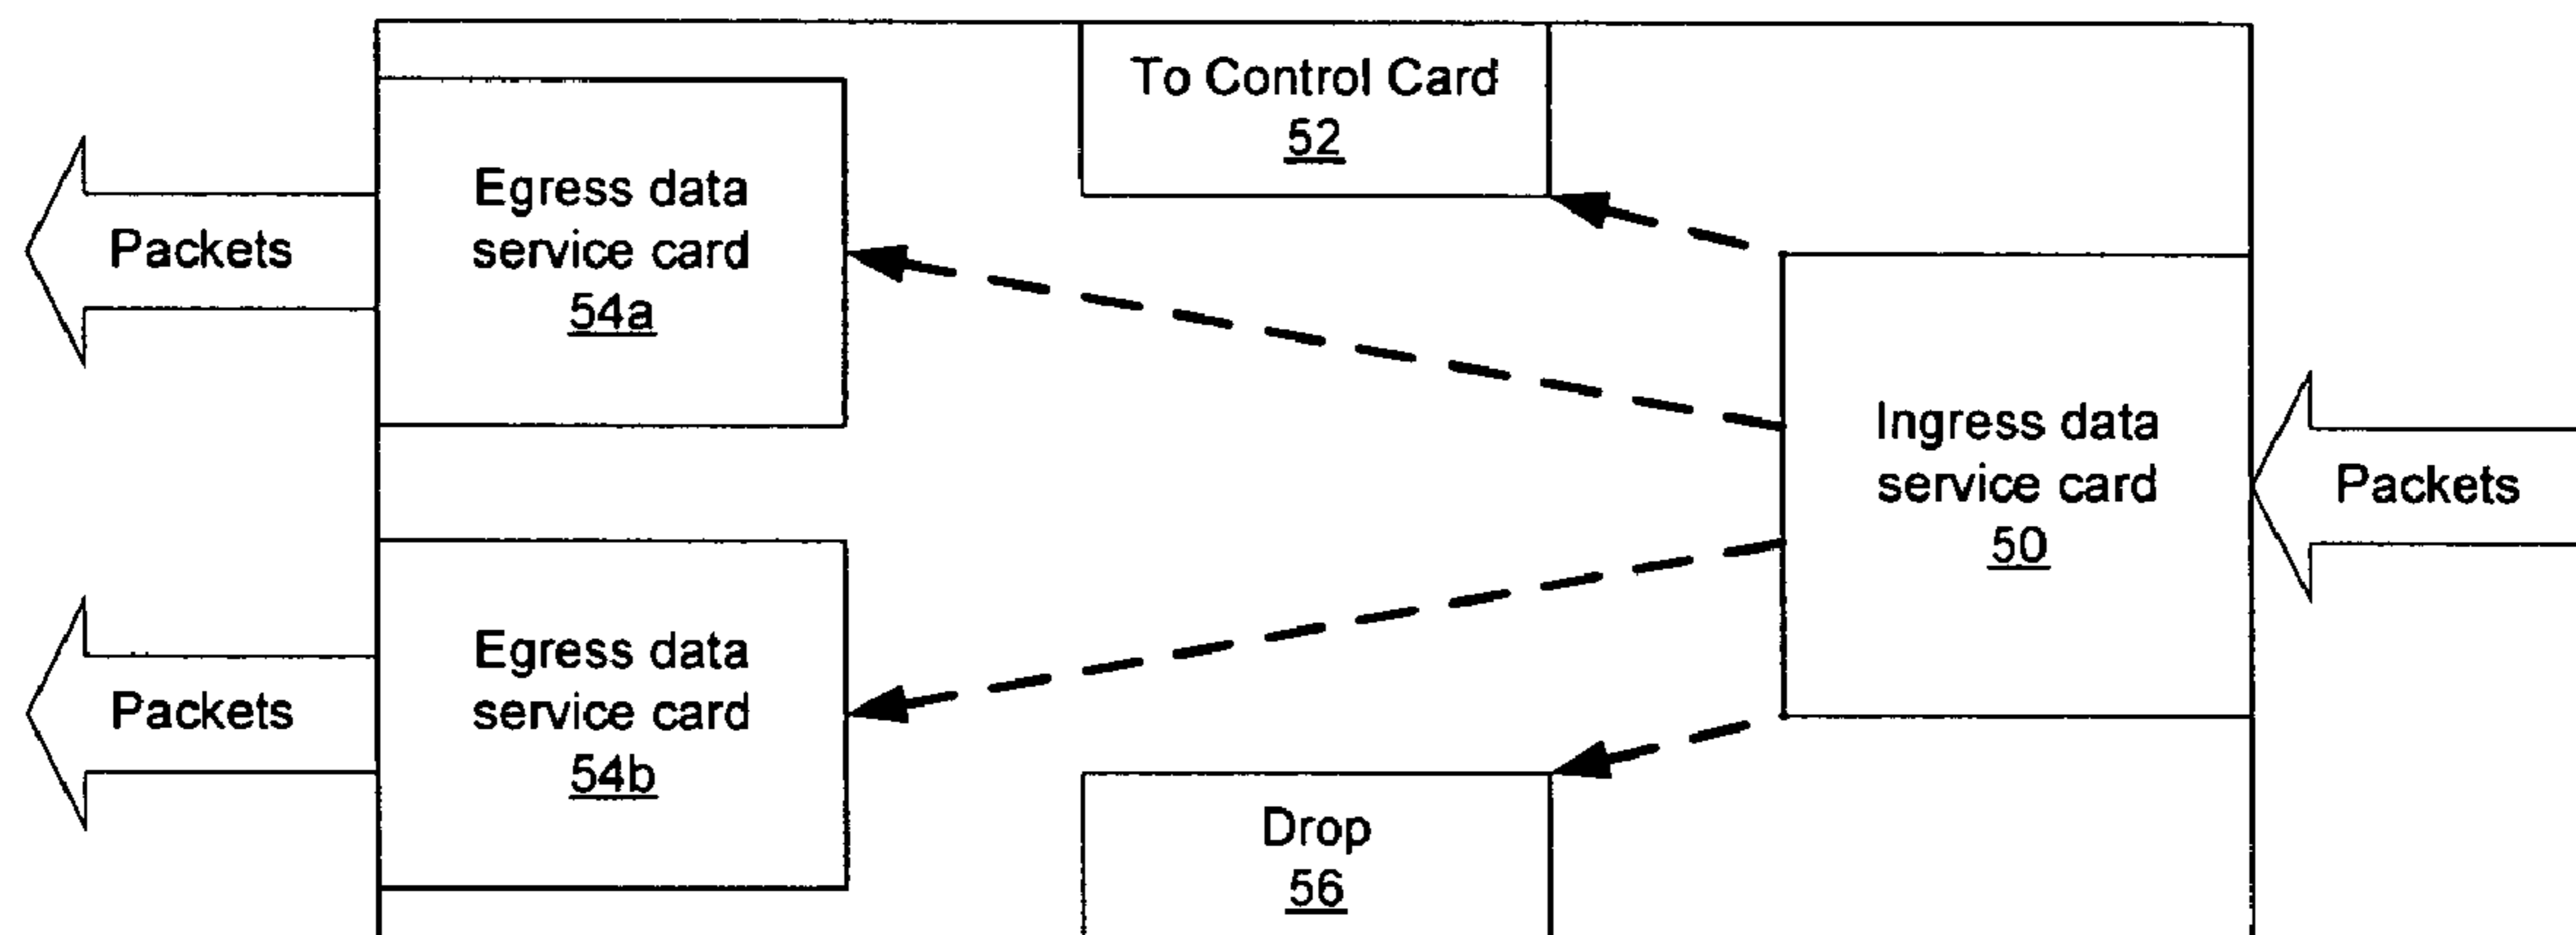 To Control Card
52
Egress data
service card
54a
Packets
Ingress data
service card
50
Packets
Egress data
service card
54b
Packets
Drop
56